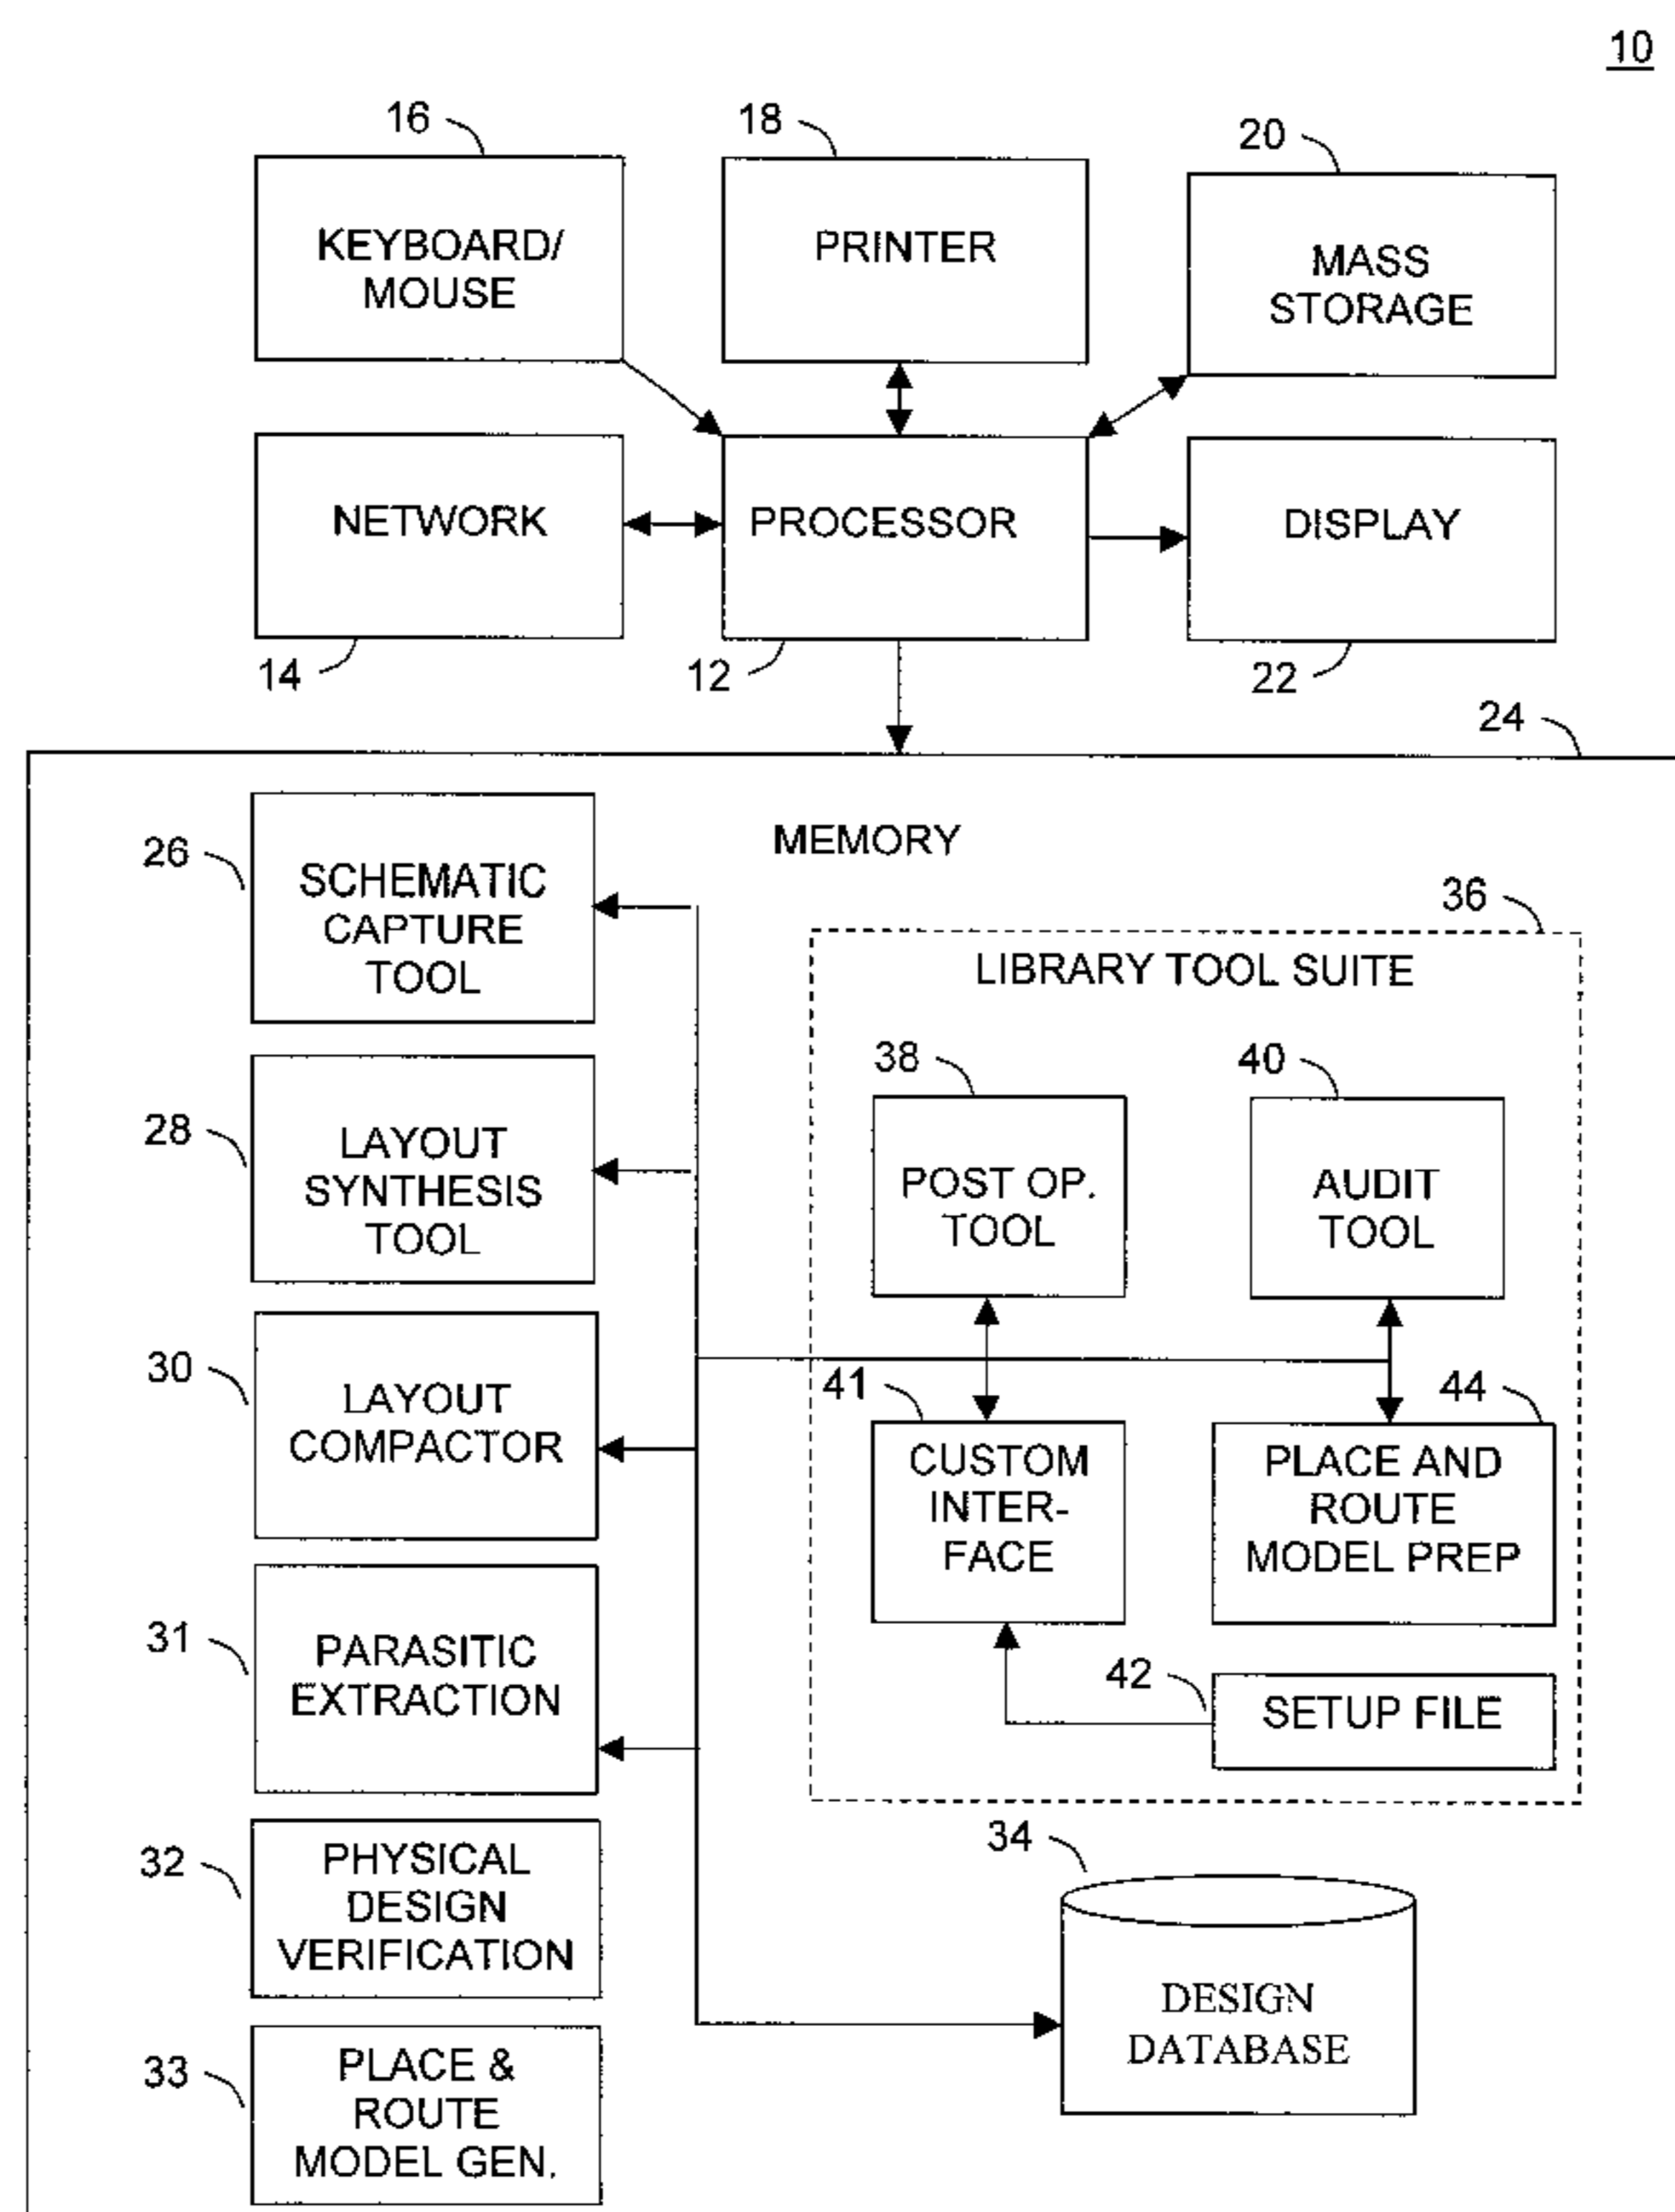 10
16
18
20
KEYBOARD/
MOUSE
PRINTER
MASS
STORAGE
NETWORK
PROCESSOR
DISPLAY
14
12
22
24
MEMORY
26
SCHEMATIC
CAPTURE
TOOL
36
LIBRARY TOOL SUITE
38
40
28
LAYOUT
SYNTHESIS
TOOL
POST OP.
TOOL
AUDIT
TOOL
30
LAYOUT
COMPACTOR
41
44
CUSTOM
INTER-
FACE
PLACE AND
ROUTE
MODEL PREP
31
PARASITIC
EXTRACTION
42
SETUP FILE
32
PHYSICAL
DESIGN
VERIFICATION
34
DESIGN
DATABASE
33
PLACE &
ROUTE
MODEL GEN.